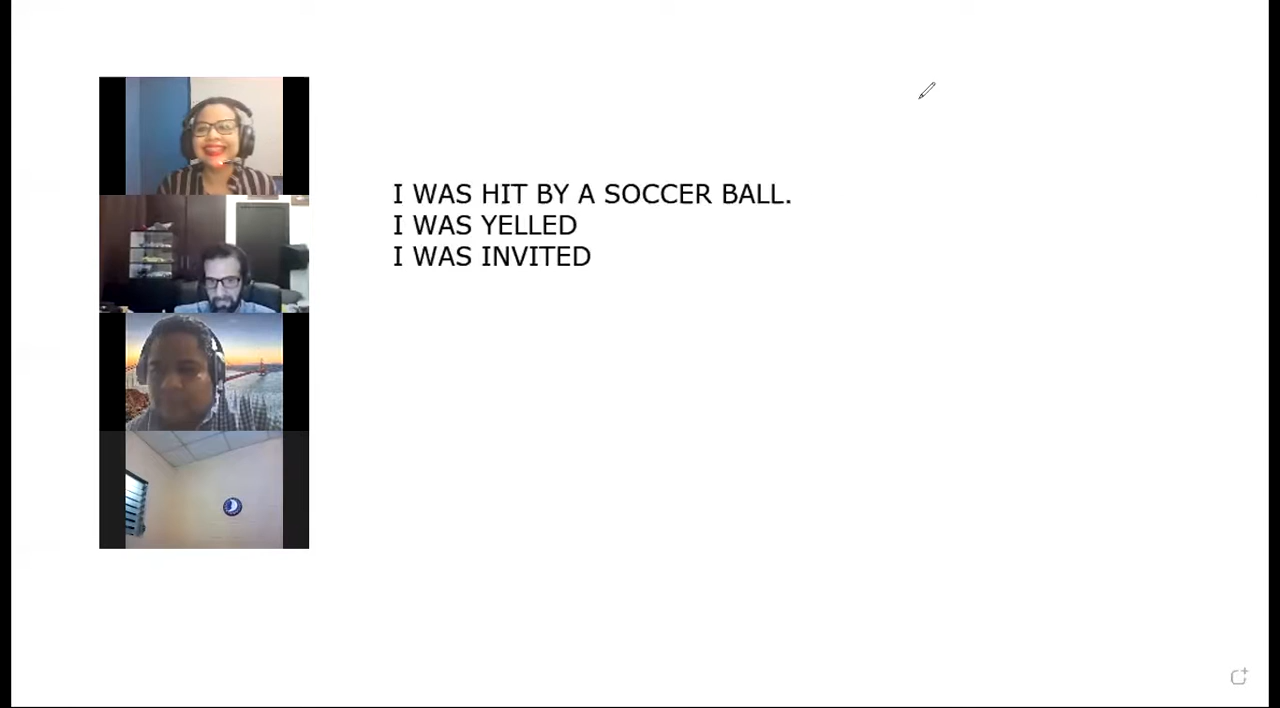 I WAS HIT BY A SOCCER BALL.
I WAS YELLED
I WAS INVITED